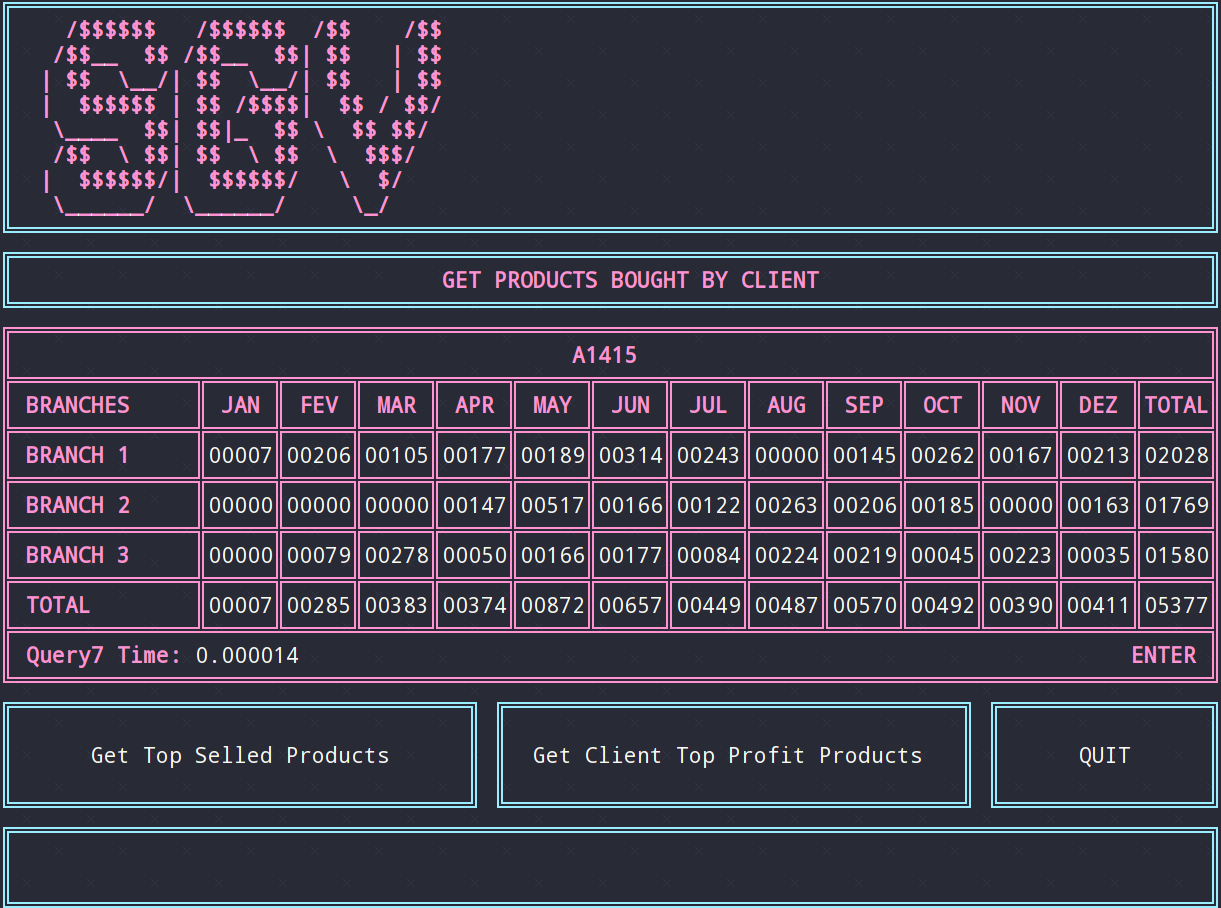 /$$$$$$   /$$$$$$  /$$    /$$
 /$$__  $$ /$$__  $$| $$   | $$
| $$  \__/| $$  \__/| $$   | $$
|  $$$$$$ | $$ /$$$$|  $$ / $$/
 \____  $$| $$|_  $$ \  $$ $$/
 /$$  \ $$| $$  \ $$  \  $$$/
|  $$$$$$/|  $$$$$$/   \  $/
 \______/  \______/     \_/
GET PRODUCTS BOUGHT BY CLIENT
A1415
BRANCHES JAN FEV MAR APR MAY JUN JUL AUG SEP OCT NOV DEZ TOTAL
BRANCH 1 00007 00206 00105 00177 00189 00314 00243 00000 00145 00262 00167 00213 02028
BRANCH 2 00000 00000 00000 00147 00517 00166 00122 00263 00206 00185 00000 00163 01769
BRANCH 3 00000 00079 00278 00050 00166 00177 00084 00224 00219 00045 00223 00035 01580
TOTAL 00007 00285 00383 00374 00872 00657 00449 00487 00570 00492 00390 00411 05377
Query7 Time: 0.000014 ENTER
Get Top Selled Products Get Client Top Profit Products QUIT